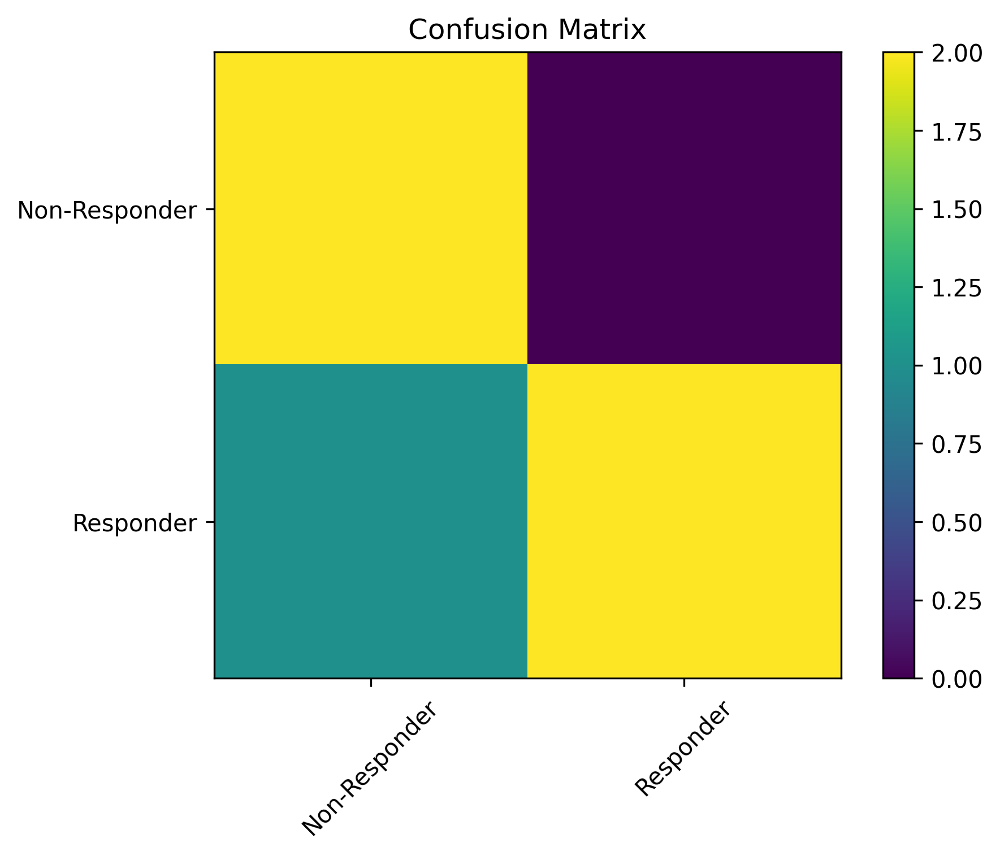 Confusion Matrix
Non-Responder
Responder
Non-Responder
Responder
2.00
1.75
1.50
1.25
1.00
0.75
0.50
0.25
0.00